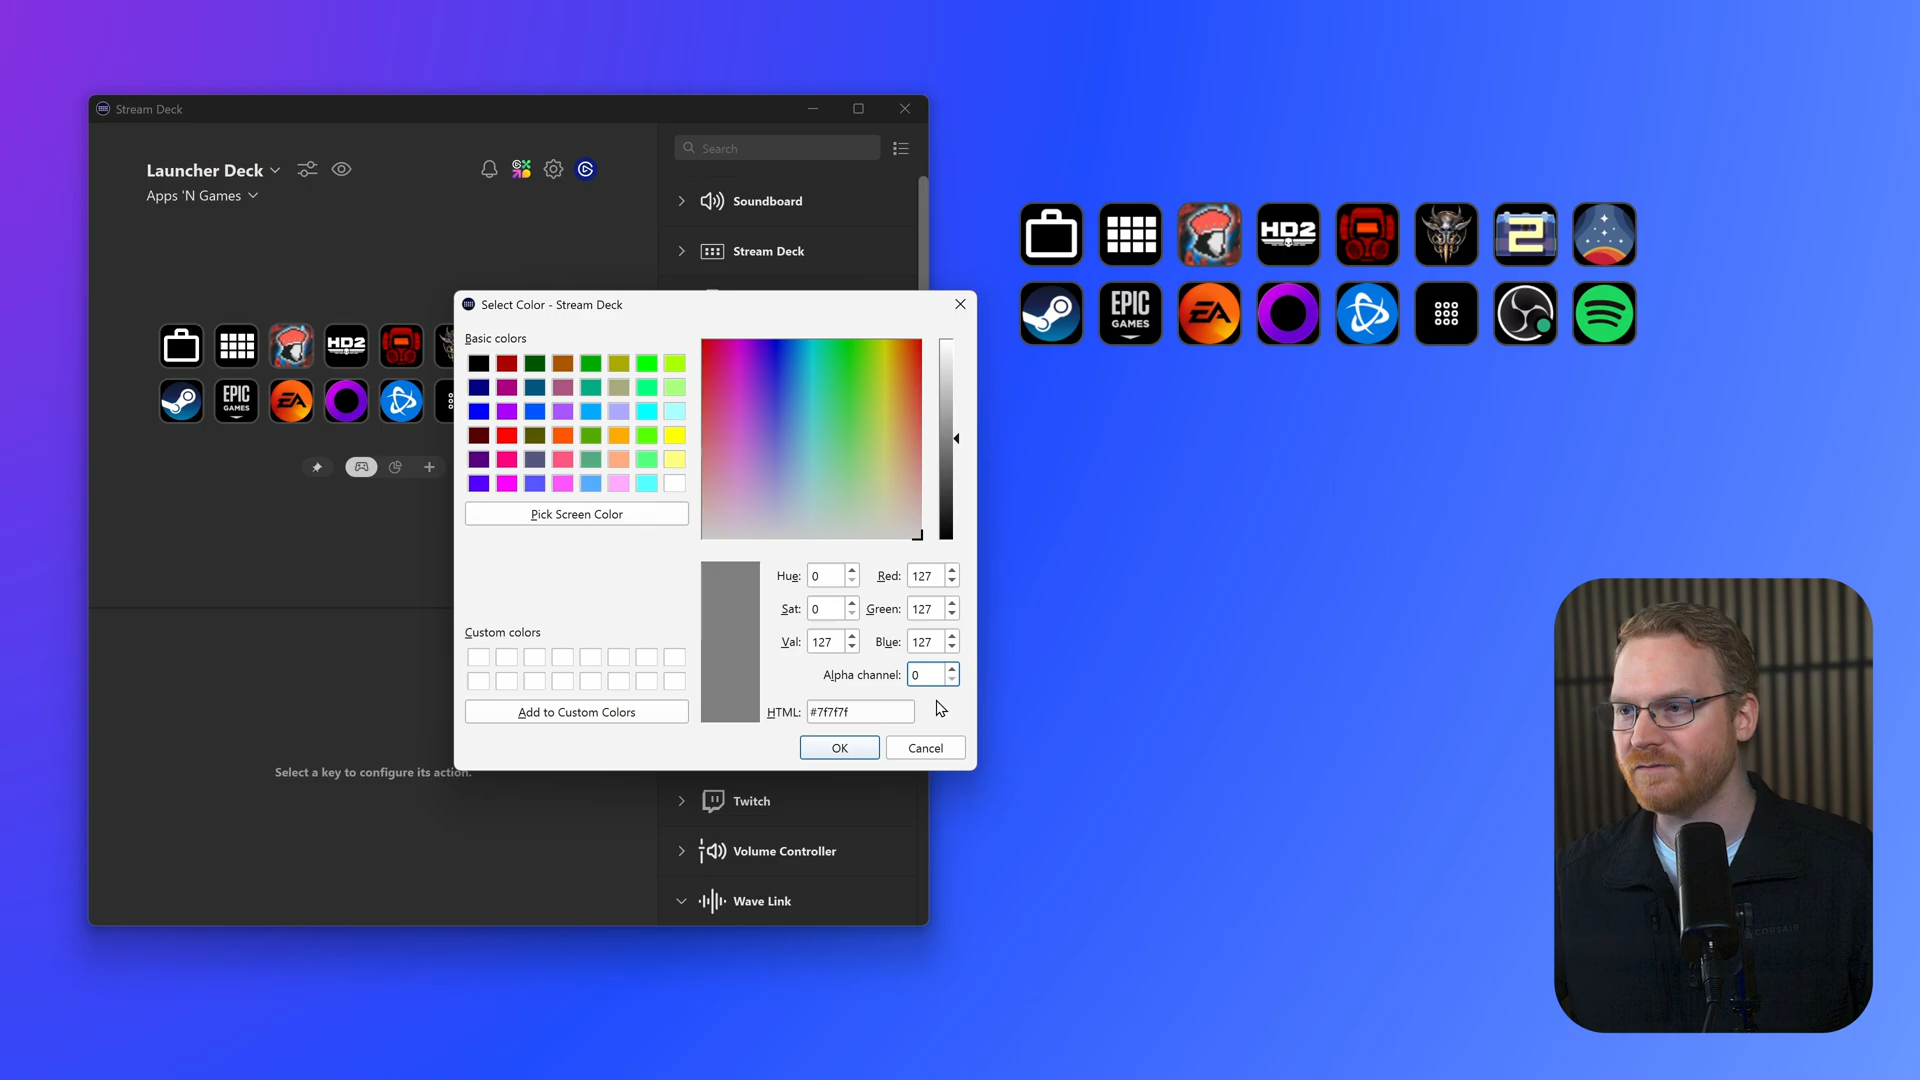 Stream Deck
Launcher Deck
Apps 'N Games
Search
Soundboard
Stream Deck
HD2
2
EPIC
GAMES
EA
Select Color - Stream Deck
Basic colors
HD2
EPIC
GAMES
EA
Pick Screen Color
Hue: 0 Red: 127
Sat: 0 Green: 127
Val: 127 Blue: 127
Alpha channel: 0
HTML: #7f7f7f
Custom colors
Add to Custom Colors
OK Cancel
Select a key to configure its action.
Twitch
Volume Controller
Wave Link
CORSAIR